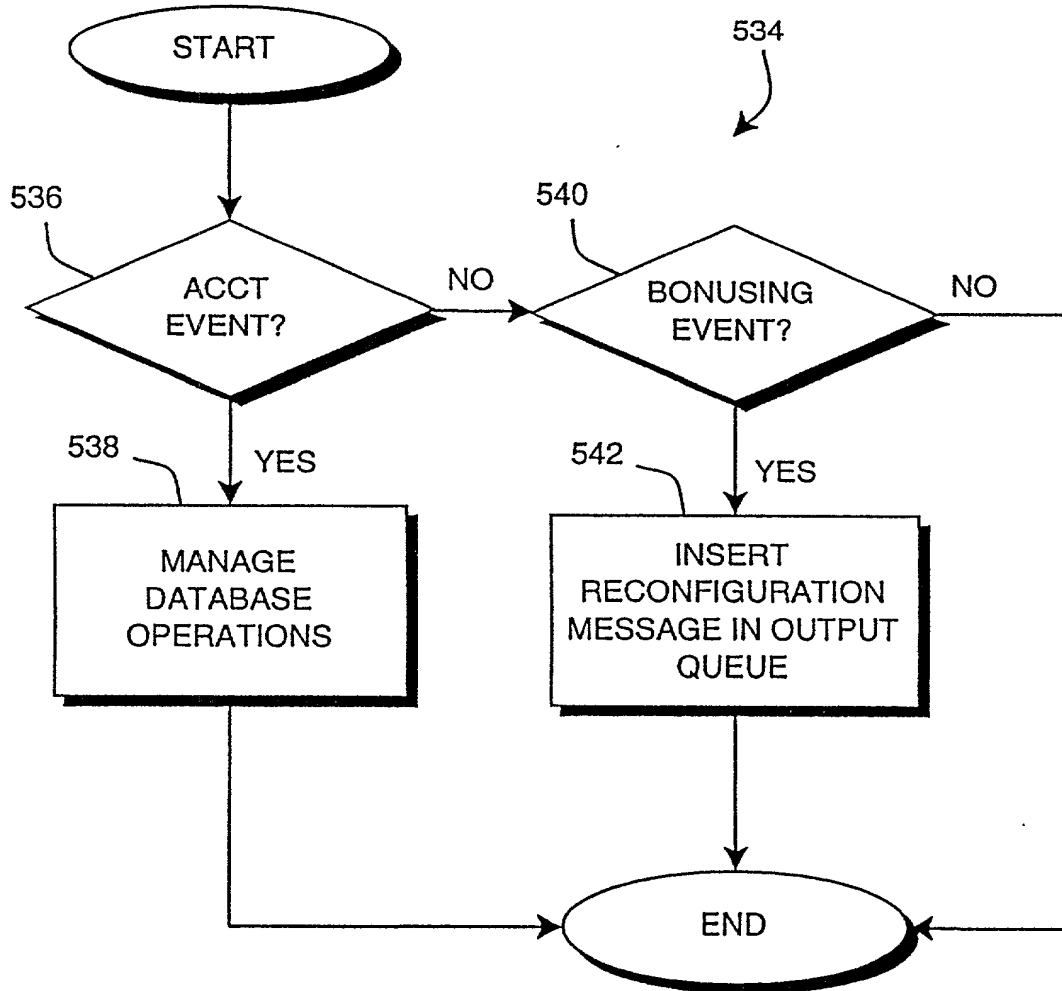 START
534
536
ACCT
EVENT?
NO
540
BONUSING
EVENT?
NO
538
YES
MANAGE
DATABASE
OPERATIONS
542
YES
INSERT
RECONFIGURATION
MESSAGE IN OUTPUT
QUEUE
END